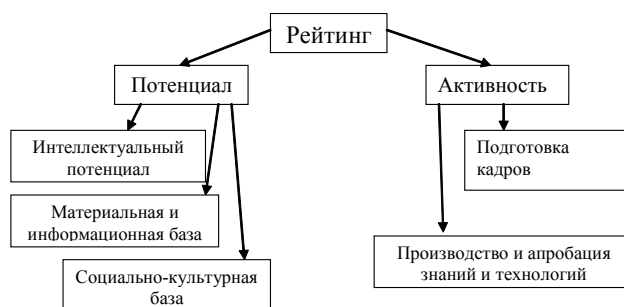 Рейтинг
Потенциал
Активность
Интеллектуальный
потенциал
Подготовка
кадров
Материальная и
информационная база
Производство и апробация
знаний и технологий
Социально-культурная
база